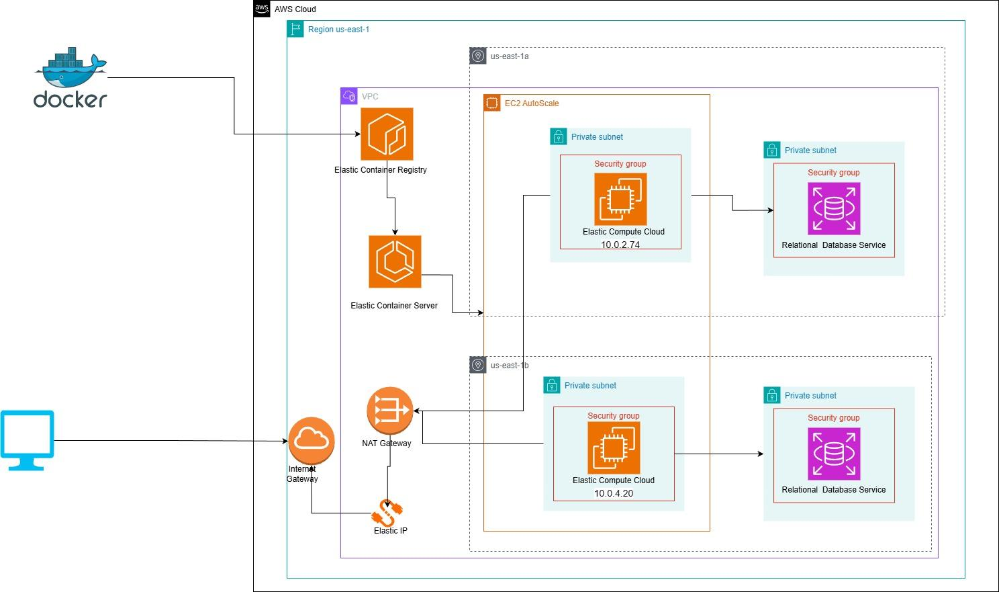 aws
AWS Cloud
Region us-east-1
us-east-1a
docker
VPC
EC2 AutoScale
Private subnet
Security group
Elastic Compute Cloud
10.0.2.74
Private subnet
Security group
Relational Database Service
Elastic Container Registry
Elastic Container Server
us-east-1b
Private subnet
Security group
Elastic Compute Cloud
10.0.4.20
Private subnet
Security group
Relational Database Service
NAT Gateway
Internet
Gateway
Elastic IP